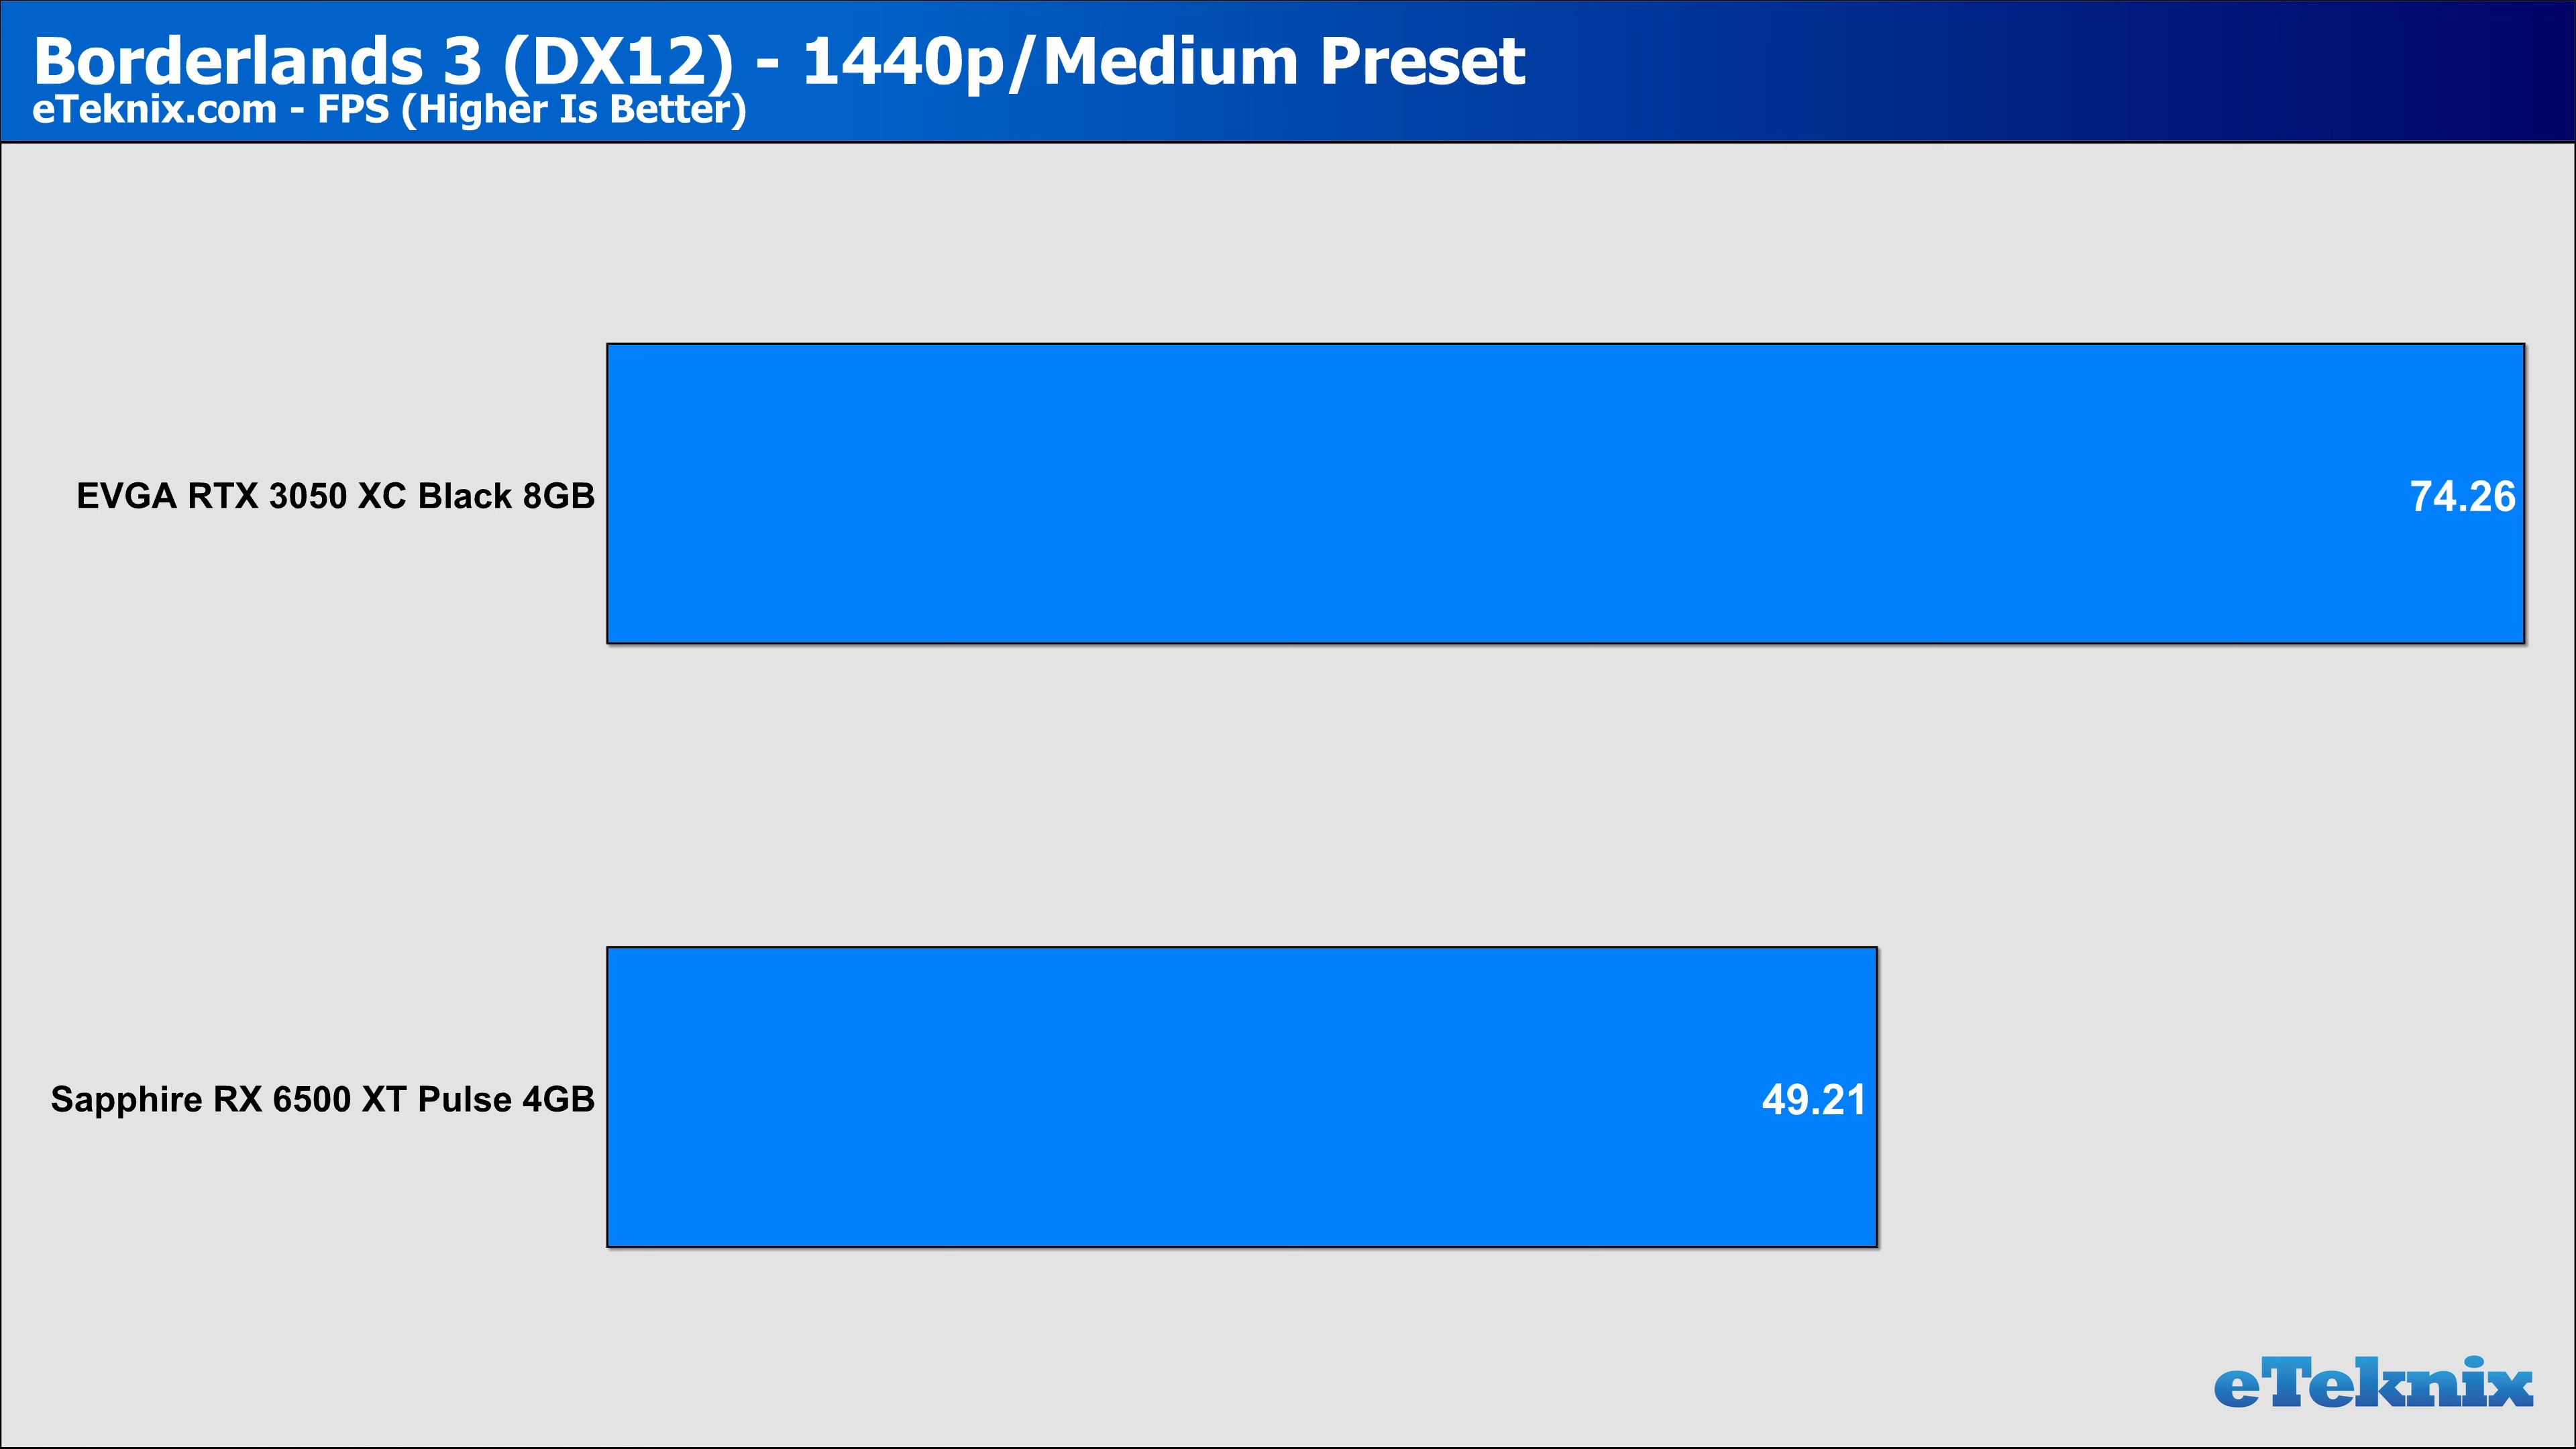 Borderlands 3 (DX12) - 1440p/Medium Preset
eTeknix.com - FPS (Higher Is Better)
EVGA RTX 3050 XC Black 8GB
74.26
Sapphire RX 6500 XT Pulse 4GB
49.21
eTeknix